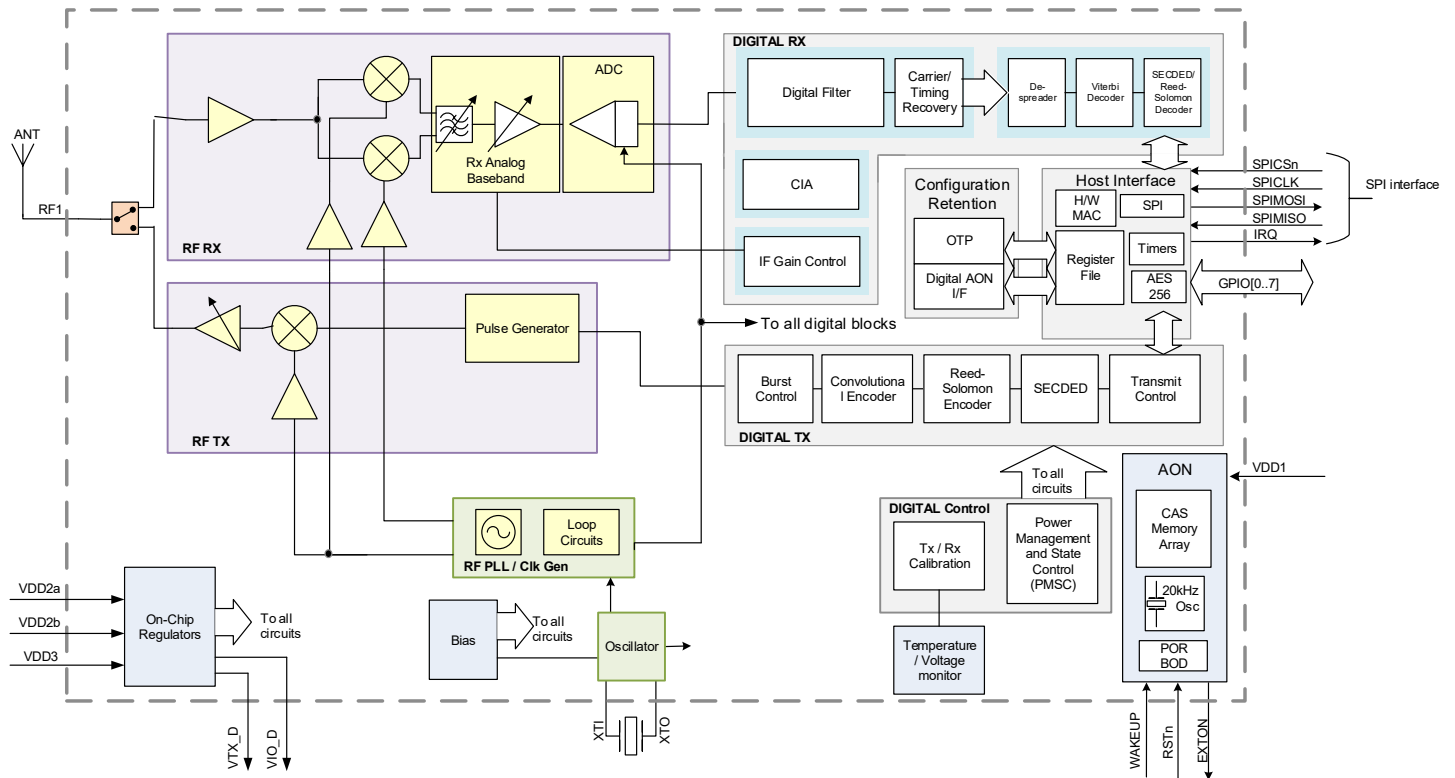 ANT
RF1
RF RX
Rx Analog
Baseband
ADC
DIGITAL RX
Digital Filter
Carrier/
Timing
Recovery
De-
spreader
Viterbi
Decoder
SECDED/
Reed-
Solomon
Decoder
CIA
IF Gain Control
Configuration
Retention
OTP
Digital AON
I/F
Host Interface
H/W
MAC
SPI
Register
File
Timers
AES
256
SPICSn
SPICLK
SPIMOSI
SPIMISO
IRQ
SPI interface
GPIO[0..7]
To all digital blocks
Pulse Generator
RF TX
Burst
Control
Convolutiona
l Encoder
Reed-
Solomon
Encoder
SECDED
Transmit
Control
DIGITAL TX
To all
circuits
DIGITAL Control
Tx / Rx
Calibration
Power
Management
and State
Control
(PMSC)
Temperature
/ Voltage
monitor
AON
CAS
Memory
Array
20kHz
Osc
POR
BOD
VDD1
WAKEUP
RSTn
EXTON
Loop
Circuits
RF PLL / Clk Gen
VDD2a
VDD2b
VDD3
On-Chip
Regulators
To all
circuits
VTX_D
VIO_D
Bias
To all
circuits
Oscillator
XTI
XTO